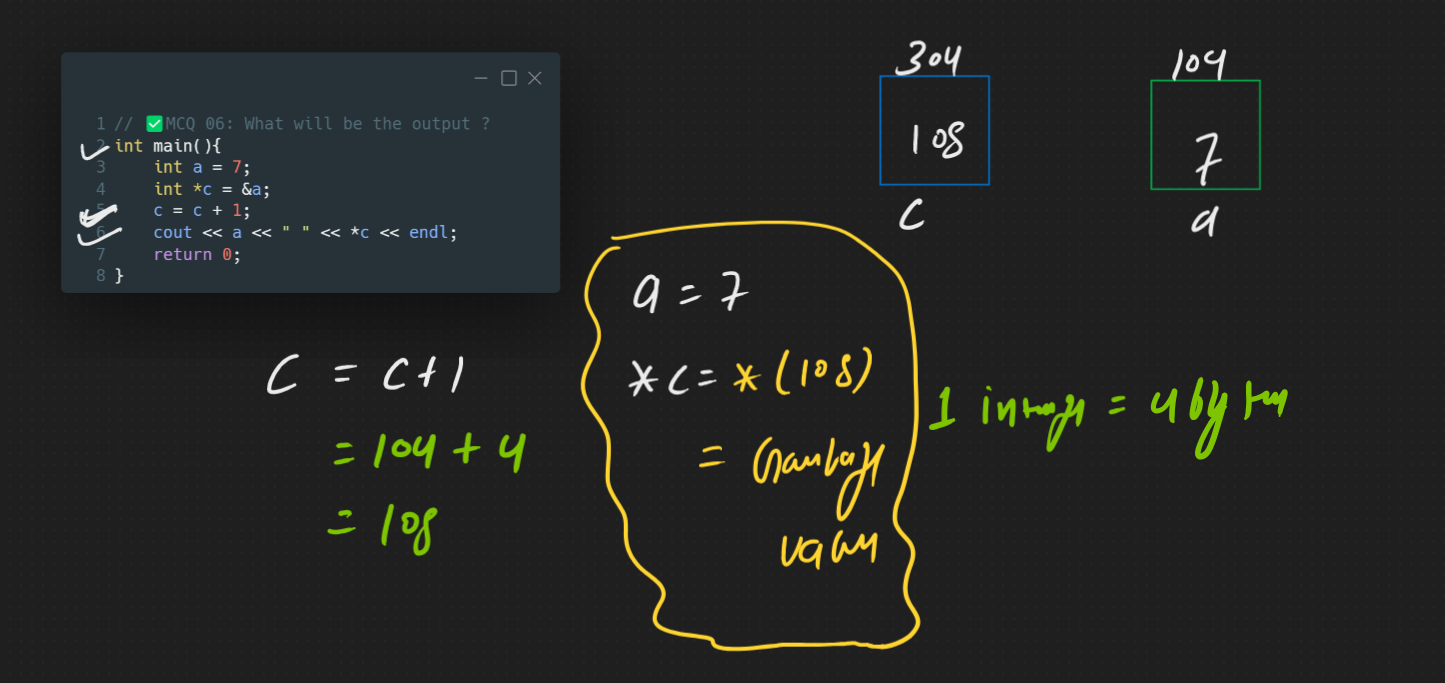 1 // ✅MCQ 06: What will be the output ?
2 int main(){
3 int a = 7;
4 int *c = &a;
5 c = c + 1;
6 cout << a << " " << *c << endl;
7 return 0;
8 }
304
108
c
104
7
a
C = C+1
= 104 + 4
= 108
a = 7
*c = *(108)
= Garbage
value
1 integer = 4 bytes